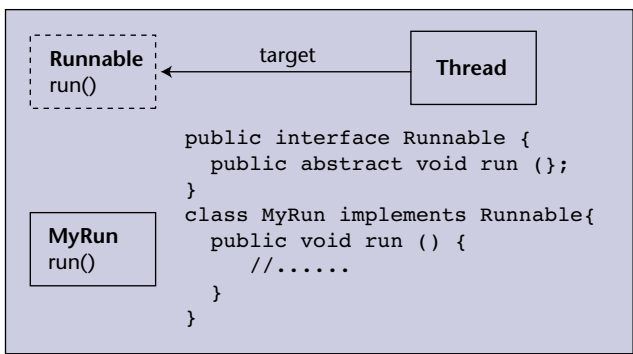 Runnable
run()
target
Thread
public interface Runnable {
public abstract void run (};
}
class MyRun implements Runnable{
public void run () {
//......
}
}
MyRun
run()